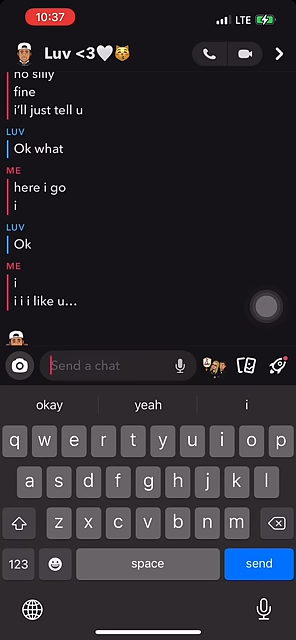 10:37
LTE
Luv <3🤍😽
no silly
fine
i'll just tell u
LUV
Ok what
ME
here i go
i
LUV
Ok
ME
i
i i i like u...
Send a chat
okay yeah i
q w e r t y u i o p
a s d f g h j k l
z x c v b n m
123 space send